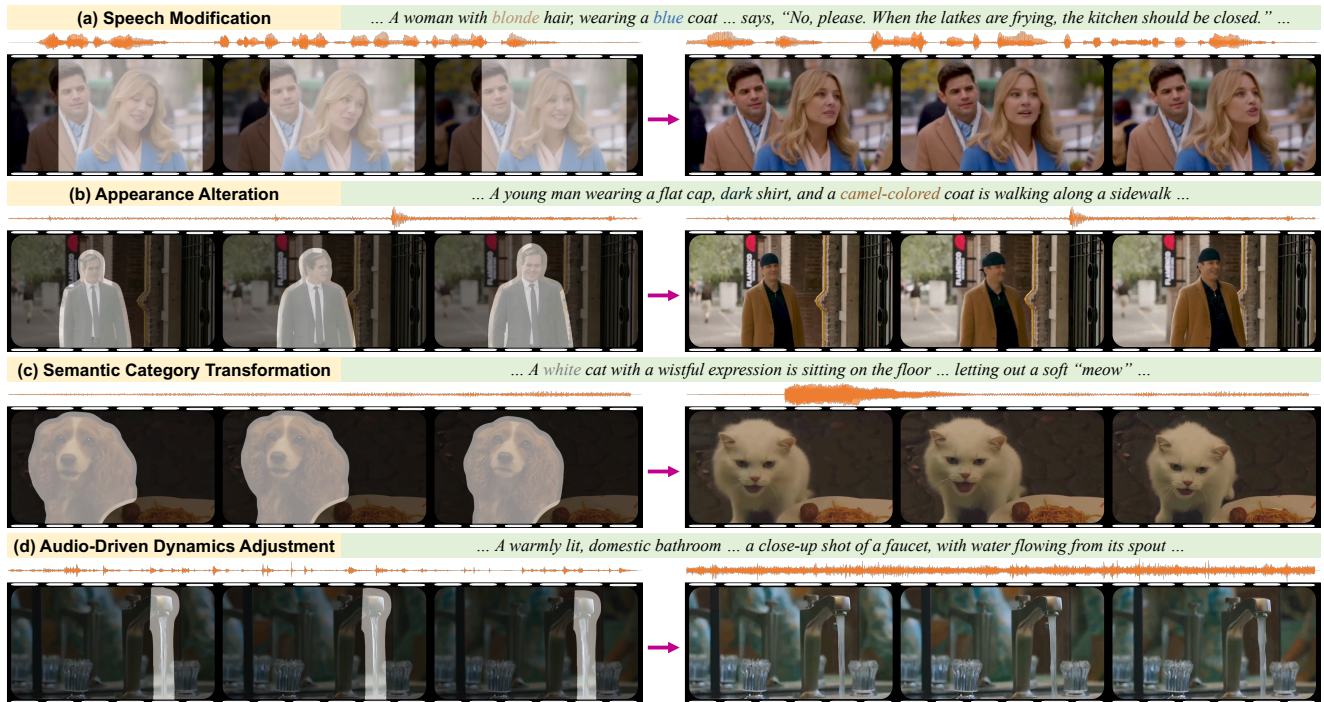 (a) Speech Modification
… A woman with blonde hair, wearing a blue coat … says, “No, please. When the latkes are frying, the kitchen should be closed.” …
(b) Appearance Alteration
… A young man wearing a flat cap, dark shirt, and a camel-colored coat is walking along a sidewalk …
(c) Semantic Category Transformation
… A white cat with a wistful expression is sitting on the floor … letting out a soft “meow” …
(d) Audio-Driven Dynamics Adjustment
… A warmly lit, domestic bathroom … a close-up shot of a faucet, with water flowing from its spout …